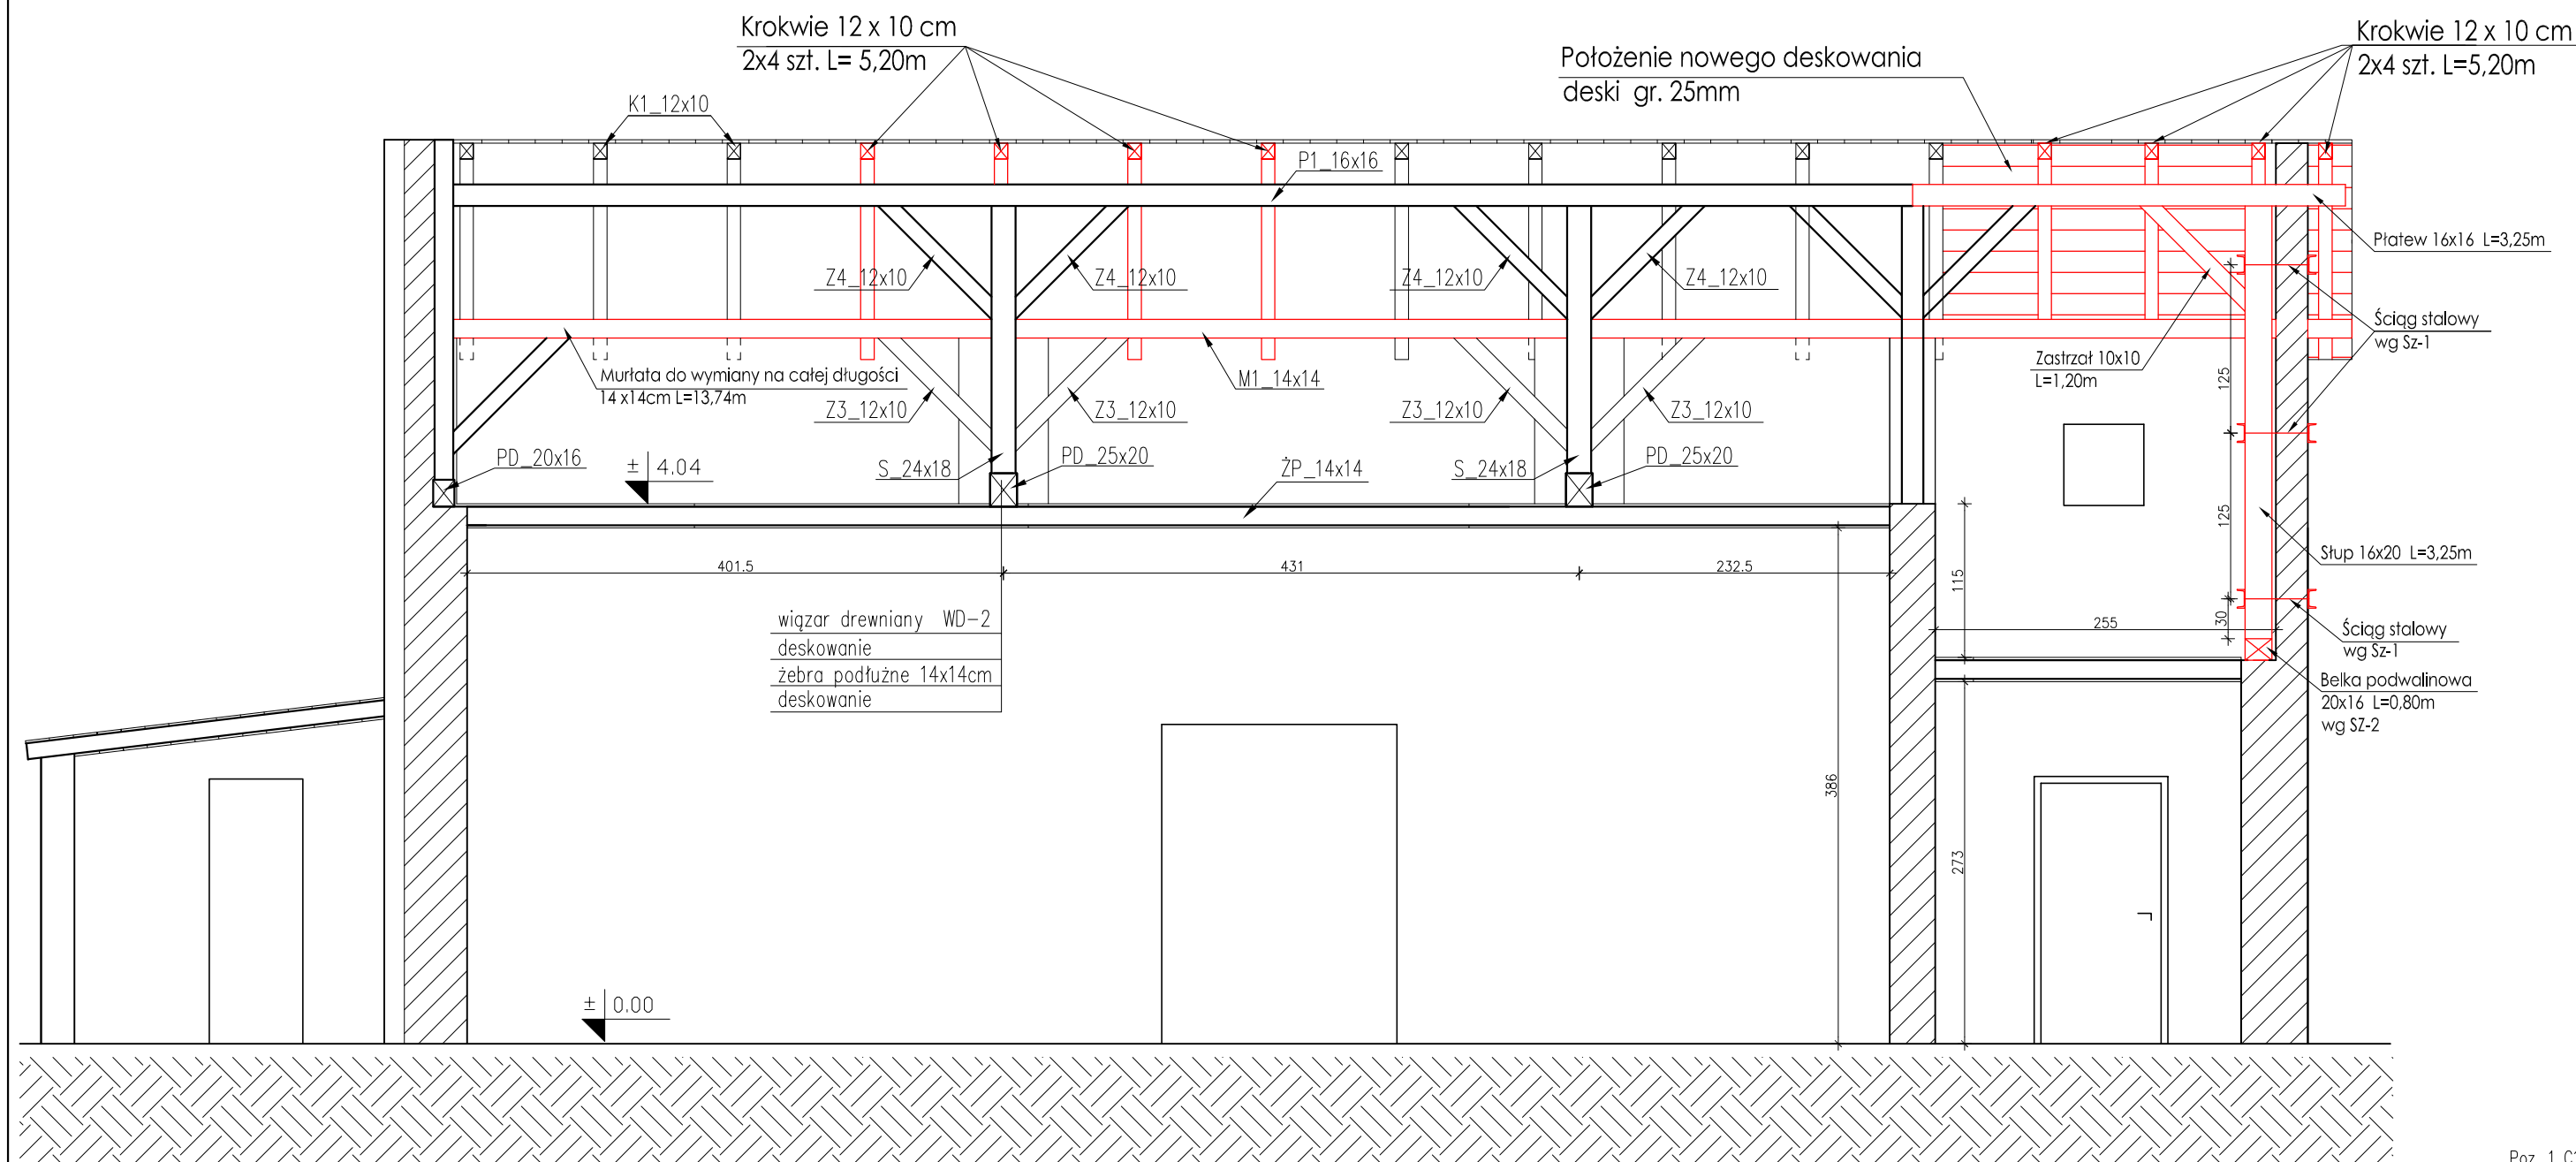 Krokwie 12 x 10 cm
2x4 szt. L= 5,20m
Krokwie 12 x 10 cm
2x4 szt. L=5,20m
Położenie nowego deskowania
deski gr. 25mm
K1_12x10
P1_16x16
Płatew 16x16 L=3,25m
Z4_12x10
Z4_12x10
Z4_12x10
Z4_12x10
Ściąg stalowy
wg Sz-1
Zastrzał 10x10
L=1,20m
Murłata do wymiany na całej długości
14 x14cm L=13,74m
M1_14x14
125
Z3_12x10
Z3_12x10
Z3_12x10
Z3_12x10
PD_20x16
± 4.04
S_24x18
PD_25x20
ŻP_14x14
S_24x18
PD_25x20
125
Słup 16x20 L=3,25m
401.5
431
232.5
115
30
255
wiązar drewniany WD-2
deskowanie
żebra podłużne 14x14cm
deskowanie
Ściąg stalowy
wg Sz-1
Belka podwalinowa
20x16 L=0,80m
wg SZ-2
386
273
± 0.00
Poz. 1.C